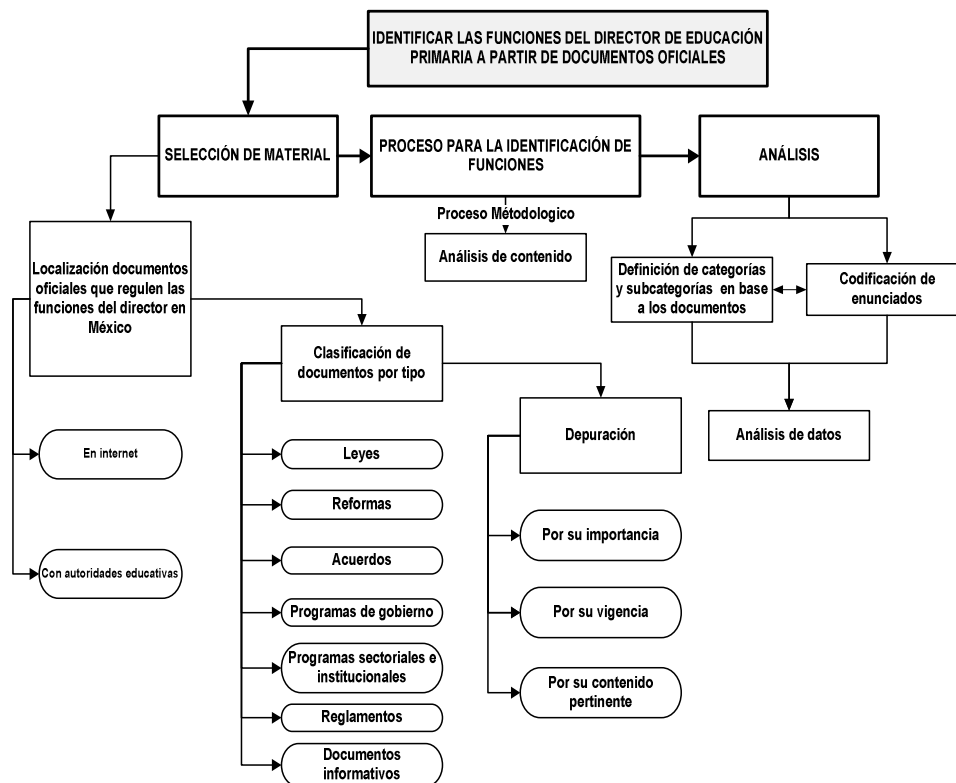 IDENTIFICAR LAS FUNCIONES DEL DIRECTOR DE EDUCACIÓN
PRIMARIA A PARTIR DE DOCUMENTOS OFICIALES
SELECCIÓN DE MATERIAL
PROCESO PARA LA IDENTIFICACIÓN DE
FUNCIONES
ANÁLISIS
Proceso Métodologico
Análisis de contenido
Localización documentos
oficiales que regulen las
funciones del director en
México
Definición de categorías
y subcategorías en base
a los documentos
Codificación de
enunciados
Clasificación de
documentos por tipo
Depuración
Análisis de datos
En internet
Con autoridades educativas
Leyes
Reformas
Acuerdos
Programas de gobierno
Programas sectoriales e
institucionales
Reglamentos
Documentos
informativos
Por su importancia
Por su vigencia
Por su contenido
pertinente